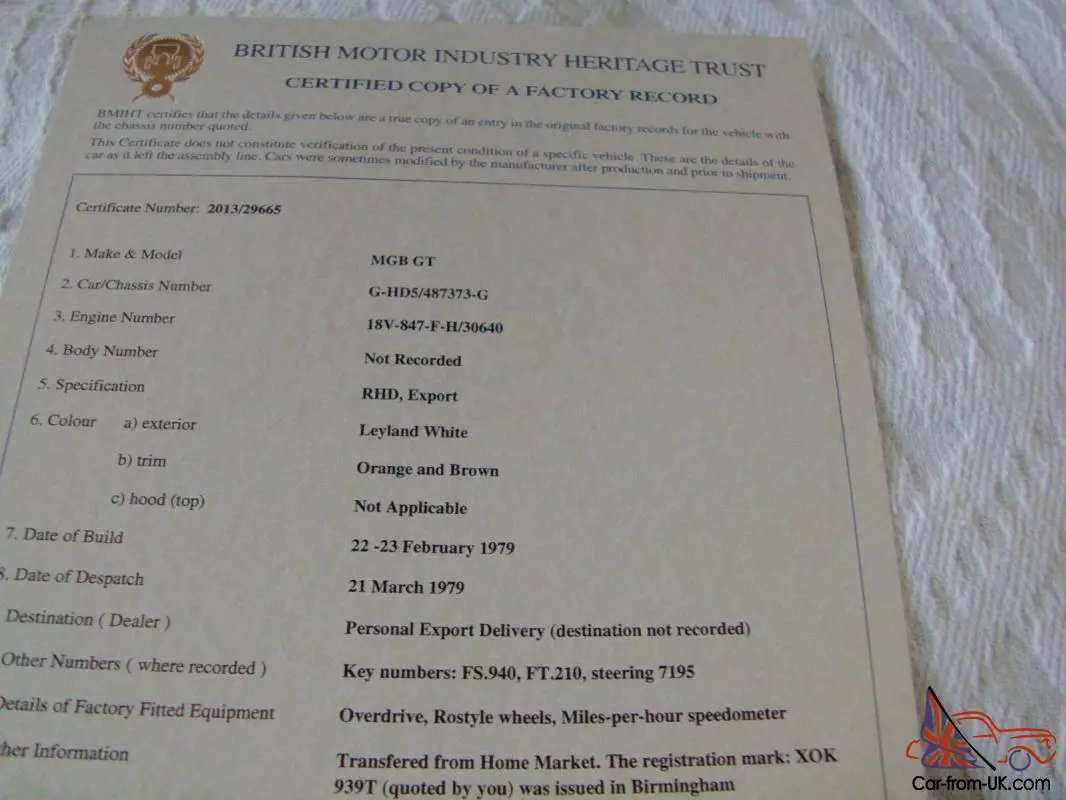 BRITISH MOTOR INDUSTRY HERITAGE TRUST
CERTIFIED COPY OF A FACTORY RECORD
BMIHT certifies that the details given below are a true copy of an entry in the original factory records for the vehicle with
the chassis number quoted.
This Certificate does not constitute verification of the present condition of a specific vehicle. These are the details of the
car as it left the assembly line. Cars were sometimes modified by the manufacturer after production and prior to shipment.
Certificate Number: 2013/29665
1. Make & Model MGB GT
2. Car/Chassis Number G-HD5/487373-G
3. Engine Number 18V-847-F-H/30640
4. Body Number Not Recorded
5. Specification RHD, Export
6. Colour a) exterior Leyland White
b) trim Orange and Brown
c) hood (top) Not Applicable
7. Date of Build 22 -23 February 1979
8. Date of Despatch 21 March 1979
Destination ( Dealer ) Personal Export Delivery (destination not recorded)
Other Numbers ( where recorded ) Key numbers: FS.940, FT.210, steering 7195
Details of Factory Fitted Equipment Overdrive, Rostyle wheels, Miles-per-hour speedometer
ther Information Transfered from Home Market. The registration mark: XOK
939T (quoted by you) was issued in Birmingham
Car-from-UK.com